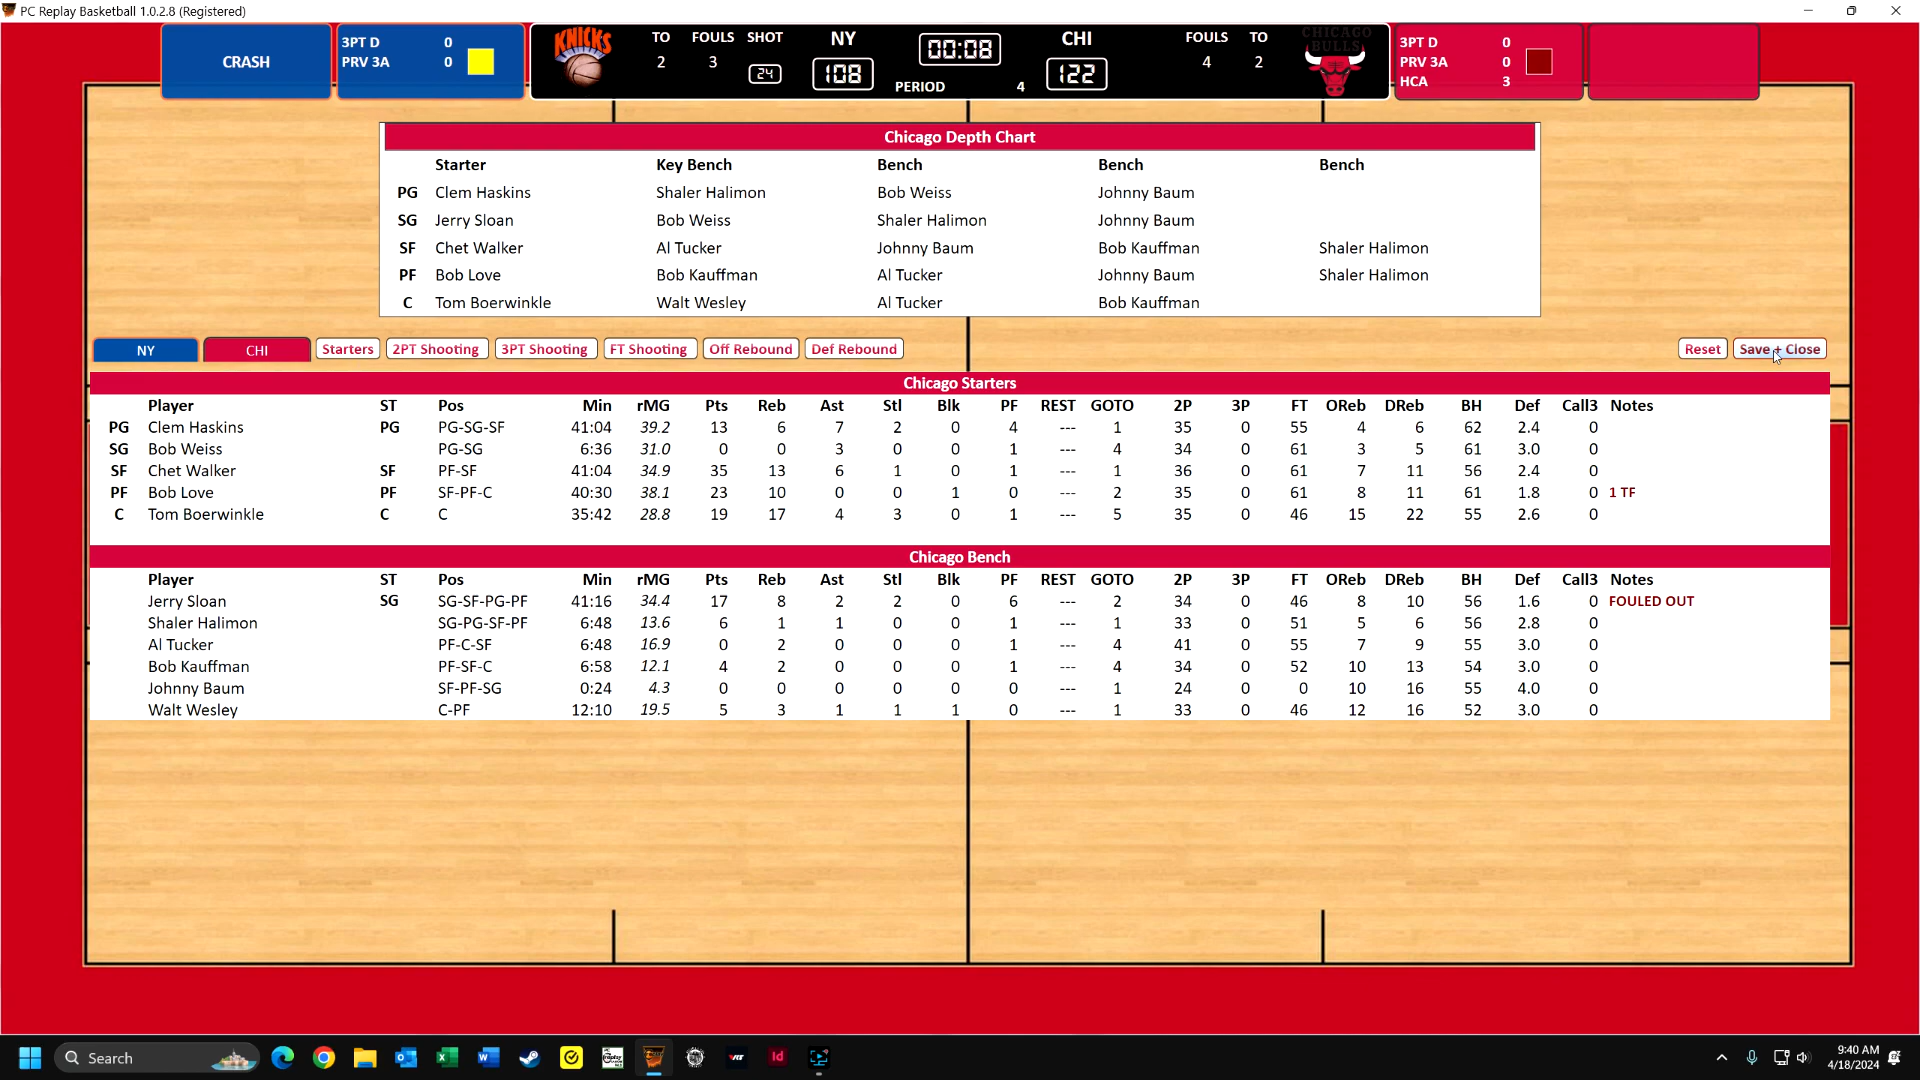 PC Replay Basketball 1.0.2.8 (Registered)
CRASH
3PT D 0
PRV 3A 0
KNICKS
TO 2
FOULS 3
SHOT 24
NY 108
00:08
PERIOD 4
CHI 122
FOULS 4
TO 2
CHICAGO BULLS
3PT D 0
PRV 3A 0
HCA 3
Chicago Depth Chart
Starter Key Bench Bench Bench Bench
PG Clem Haskins Shaler Halimon Bob Weiss Johnny Baum
SG Jerry Sloan Bob Weiss Shaler Halimon Johnny Baum
SF Chet Walker Al Tucker Johnny Baum Bob Kauffman Shaler Halimon
PF Bob Love Bob Kauffman Al Tucker Johnny Baum Shaler Halimon
C Tom Boerwinkle Walt Wesley Al Tucker Bob Kauffman
NY CHI Starters 2PT Shooting 3PT Shooting FT Shooting Off Rebound Def Rebound Reset Save + Close
Chicago Starters
Player ST Pos Min rMG Pts Reb Ast Stl Blk PF REST GOTO 2P 3P FT OReb DReb BH Def Call3 Notes
PG Clem Haskins PG PG-SG-SF 41:04 39.2 13 6 7 2 0 4 --- 1 35 0 55 4 6 62 2.4 0
SG Bob Weiss PG-SG 6:36 31.0 0 0 3 0 0 1 --- 4 34 0 61 3 5 61 3.0 0
SF Chet Walker SF PF-SF 41:04 34.9 35 13 6 1 0 1 --- 1 36 0 61 7 11 56 2.4 0
PF Bob Love PF SF-PF-C 40:30 38.1 23 10 0 0 1 0 --- 2 35 0 61 8 11 61 1.8 0 1 TF
C Tom Boerwinkle C C 35:42 28.8 19 17 4 3 0 1 --- 5 35 0 46 15 22 55 2.6 0
Chicago Bench
Player ST Pos Min rMG Pts Reb Ast Stl Blk PF REST GOTO 2P 3P FT OReb DReb BH Def Call3 Notes
Jerry Sloan SG SG-SF-PG-PF 41:16 34.4 17 8 2 2 0 6 --- 2 34 0 46 8 10 56 1.6 0 FOULED OUT
Shaler Halimon SG-PG-SF-PF 6:48 13.6 6 1 1 0 0 1 --- 1 33 0 51 5 6 56 2.8 0
Al Tucker PF-C-SF 6:48 16.9 0 2 0 0 0 1 --- 4 41 0 55 7 9 55 3.0 0
Bob Kauffman PF-SF-C 6:58 12.1 4 2 0 0 0 1 --- 4 34 0 52 10 13 54 3.0 0
Johnny Baum SF-PF-SG 0:24 4.3 0 0 0 0 0 0 --- 1 24 0 0 10 16 55 4.0 0
Walt Wesley C-PF 12:10 19.5 5 3 1 1 1 0 --- 1 33 0 46 12 16 52 3.0 0
Search
9:40 AM
4/18/2024